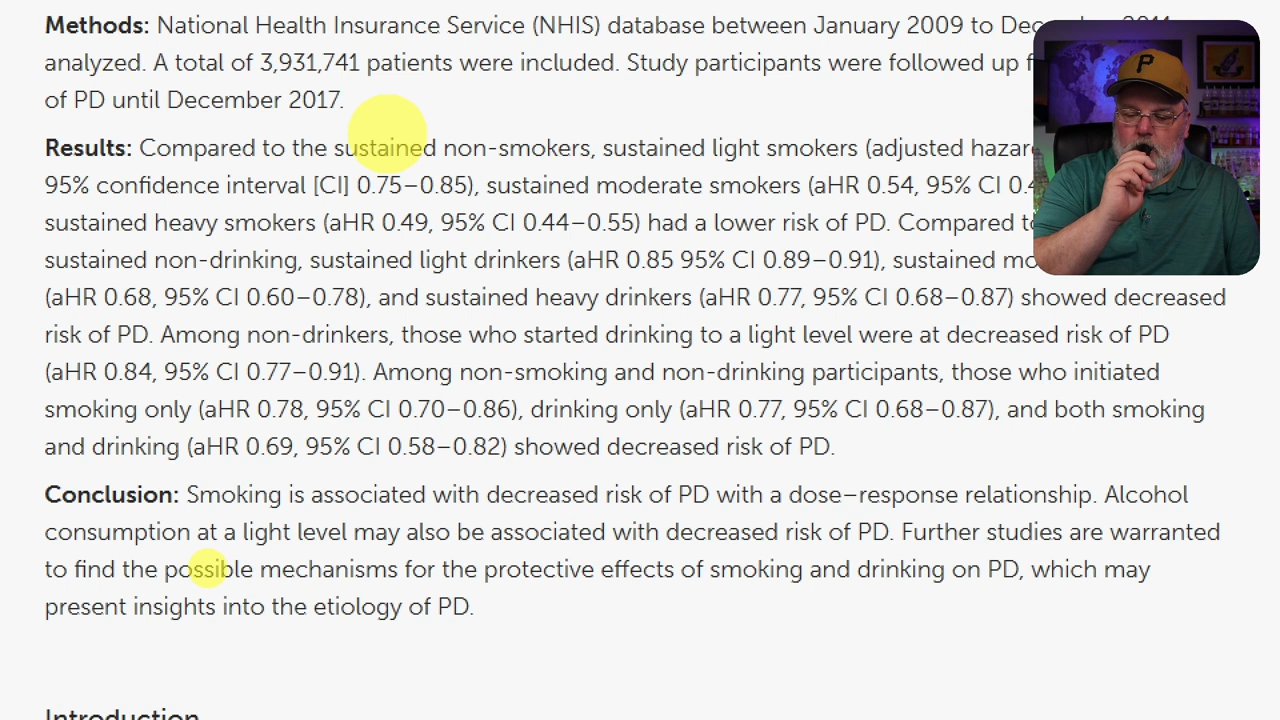 Methods: National Health Insurance Service (NHIS) database between January 2009 to
analyzed. A total of 3,931,741 patients were included. Study participants were followed up
of PD until December 2017.
Results: Compared to the sustained non-smokers, sustained light smokers (adjusted
95% confidence interval [CI] 0.75–0.85), sustained moderate smokers (aHR 0.54, 95% CI
sustained heavy smokers (aHR 0.49, 95% CI 0.44–0.55) had a lower risk of PD. Compared
sustained non-drinking, sustained light drinkers (aHR 0.85 95% CI 0.89–0.91), sustained
(aHR 0.68, 95% CI 0.60–0.78), and sustained heavy drinkers (aHR 0.77, 95% CI 0.68–0.87) showed decreased
risk of PD. Among non-drinkers, those who started drinking to a light level were at decreased risk of PD
(aHR 0.84, 95% CI 0.77–0.91). Among non-smoking and non-drinking participants, those who initiated
smoking only (aHR 0.78, 95% CI 0.70–0.86), drinking only (aHR 0.77, 95% CI 0.68–0.87), and both smoking
and drinking (aHR 0.69, 95% CI 0.58–0.82) showed decreased risk of PD.
Conclusion: Smoking is associated with decreased risk of PD with a dose–response relationship. Alcohol
consumption at a light level may also be associated with decreased risk of PD. Further studies are warranted
to find the possible mechanisms for the protective effects of smoking and drinking on PD, which may
present insights into the etiology of PD.
Introduction
P